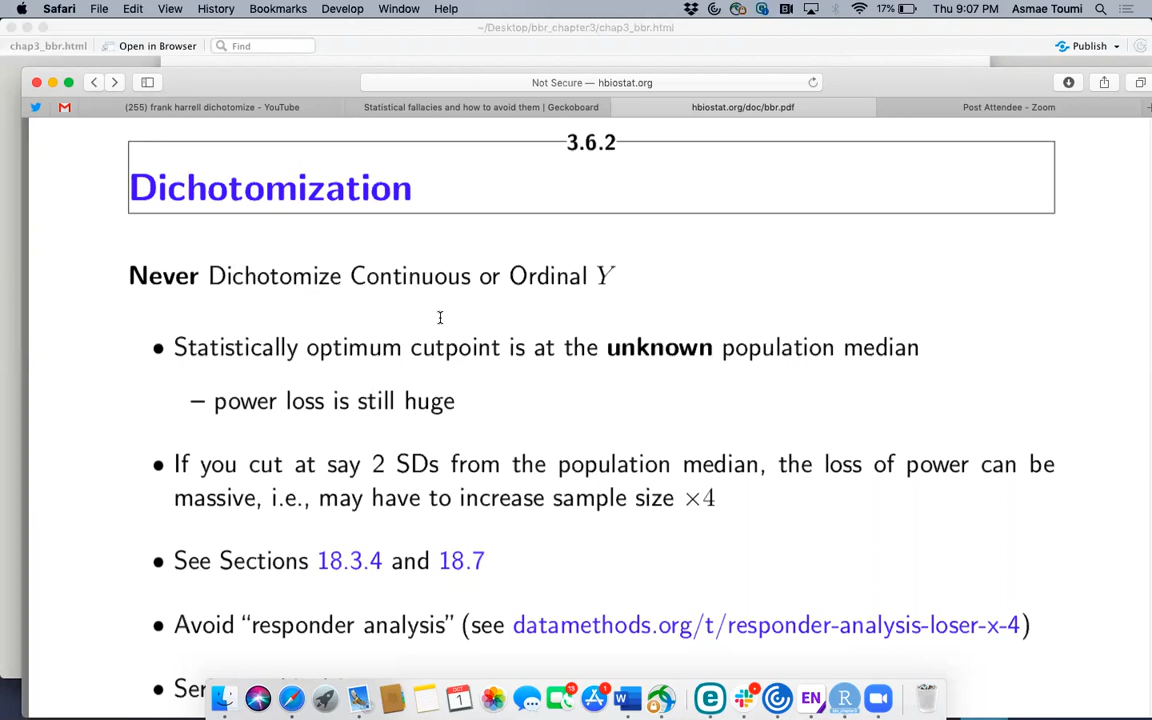 Safari File Edit View History Bookmarks Develop Window Help 17% Thu 9:07 PM Asmae Toumi
~/Desktop/bbr_chapter3/chap3_bbr.html
chap3_bbr.html Open in Browser Find Publish
Not Secure — hbiostat.org
(255) frank harrell dichotomize - YouTube Statistical fallacies and how to avoid them | Geckoboard hbiostat.org/doc/bbr.pdf Post Attendee - Zoom
3.6.2
Dichotomization
Never Dichotomize Continuous or Ordinal Y
• Statistically optimum cutpoint is at the unknown population median
– power loss is still huge
• If you cut at say 2 SDs from the population median, the loss of power can be
massive, i.e., may have to increase sample size ×4
• See Sections 18.3.4 and 18.7
• Avoid “responder analysis” (see datamethods.org/t/responder-analysis-loser-x-4)
• Ser
OCT
1
W
EN
R